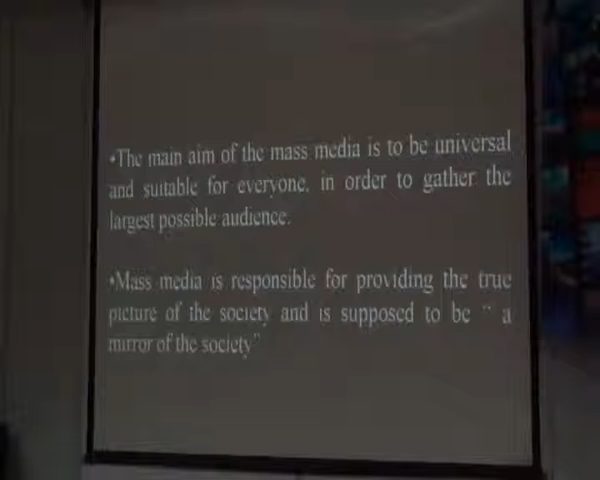 •The main aim of the mass media is to be universal
and suitable for everyone, in order to gather the
largest possible audience.
•Mass media is responsible for providing the true
picture of the society and is supposed to be " a
mirror of the society"